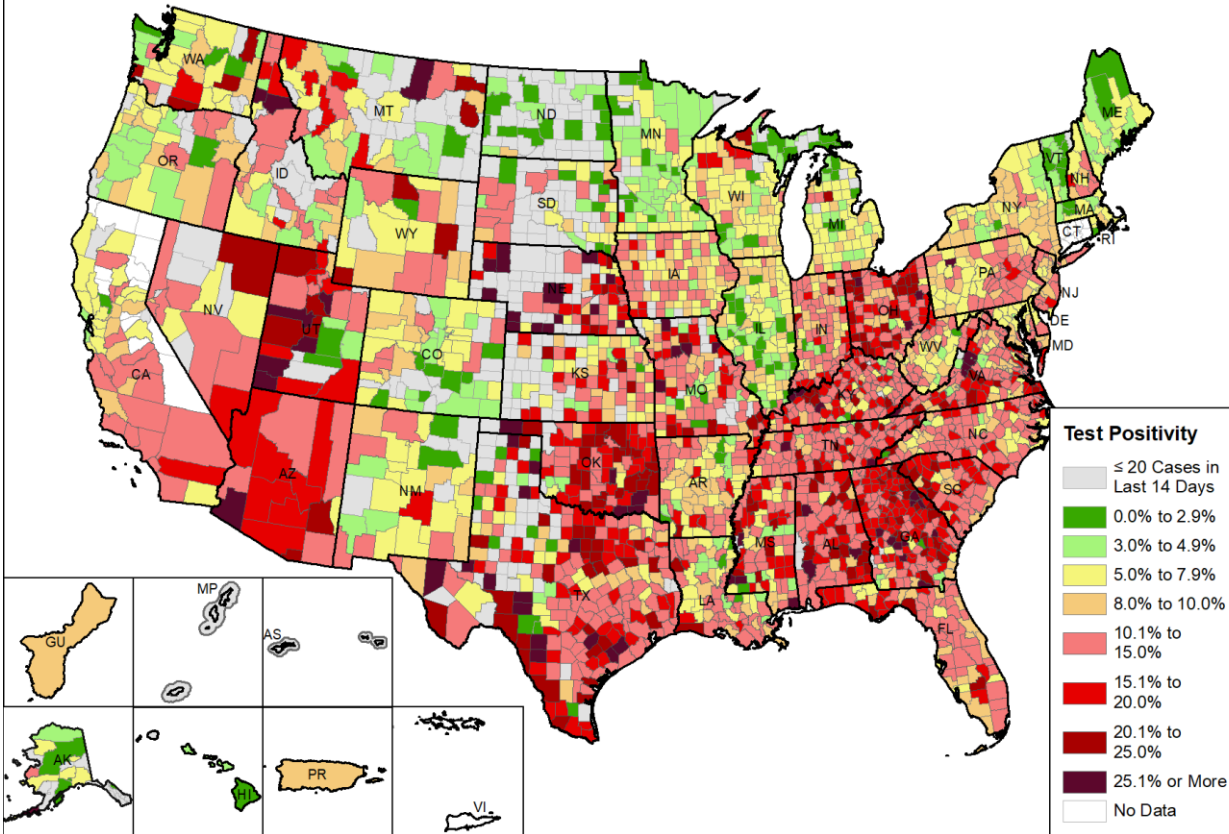 WA
MT
ND
MN
ME
OR
ID
SD
WI
VT
NH
NY
MA
WY
MI
CT
RI
IA
PA
NE
NV
NJ
UT
IL
IN
OH
DE
CO
WV
MD
CA
KS
MO
KY
VA
TN
NC
OK
AZ
AR
NM
SC
MS
AL
GA
TX
LA
FL
MP
GU
AS
AK
HI
PR
VI
Test Positivity
≤ 20 Cases in
Last 14 Days
0.0% to 2.9%
3.0% to 4.9%
5.0% to 7.9%
8.0% to 10.0%
10.1% to
15.0%
15.1% to
20.0%
20.1% to
25.0%
25.1% or More
No Data